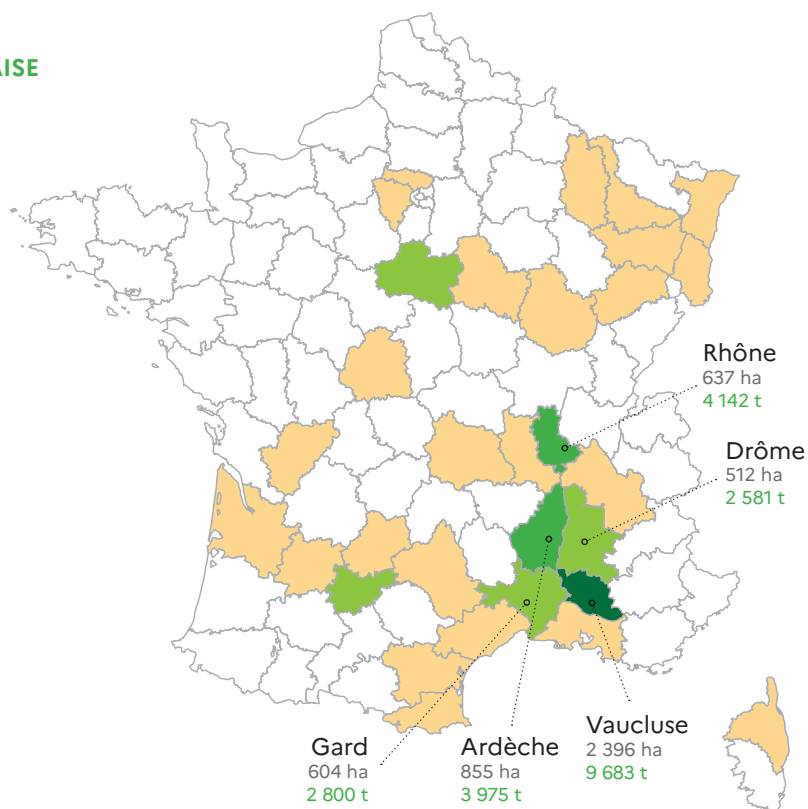 AISE
Rhône
637 ha
4 142 t
Drôme
512 ha
2 581 t
Vaucluse
2 396 ha
9 683 t
Gard
604 ha
2 800 t
Ardèche
855 ha
3 975 t